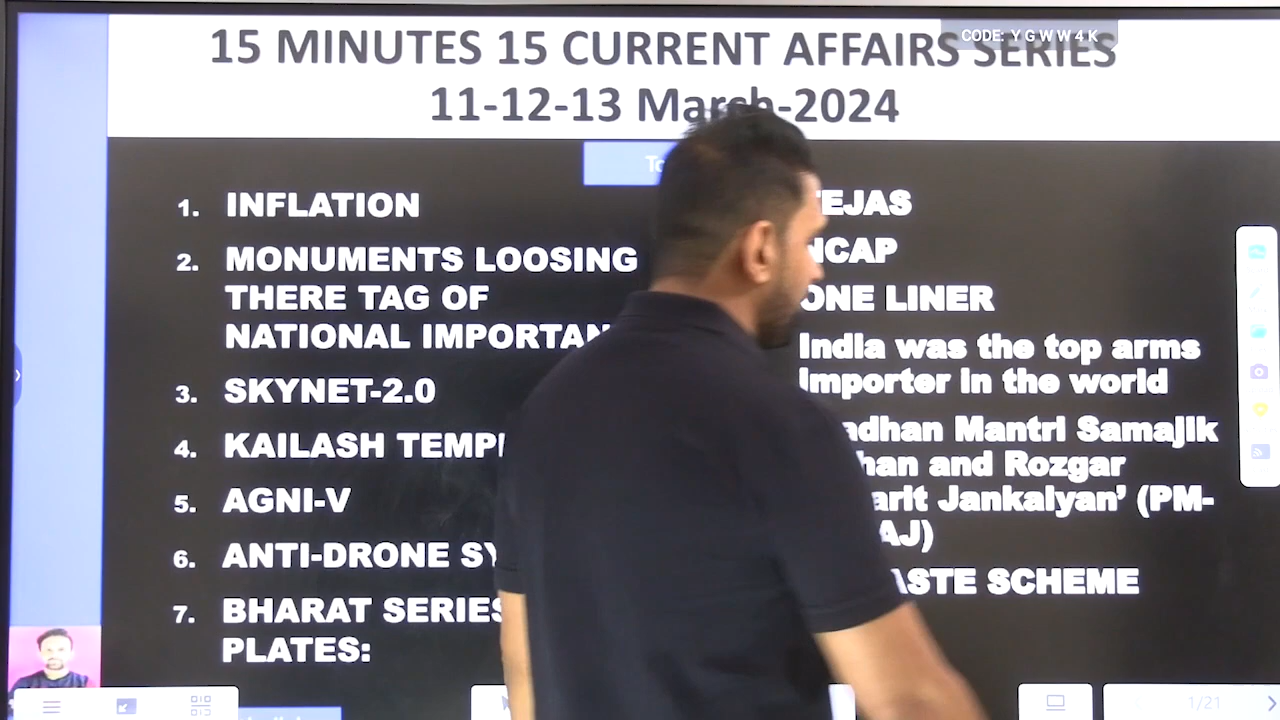 15 MINUTES 15 CURRENT AFFAIRS SERIES
CODE: Y G W W 4 K
11-12-13 March-2024
1. INFLATION
2. MONUMENTS LOOSING
THERE TAG OF
NATIONAL IMPORTAN
3. SKYNET-2.0
4. KAILASH TEMP
5. AGNI-V
6. ANTI-DRONE SY
7. BHARAT SERIES
PLATES:
TEJAS
NCAP
ONE LINER
India was the top arms
importer in the world
adhan Mantri Samajik
han and Rozgar
arit Jankalyan’ (PM-
AJ)
ASTE SCHEME
1/21